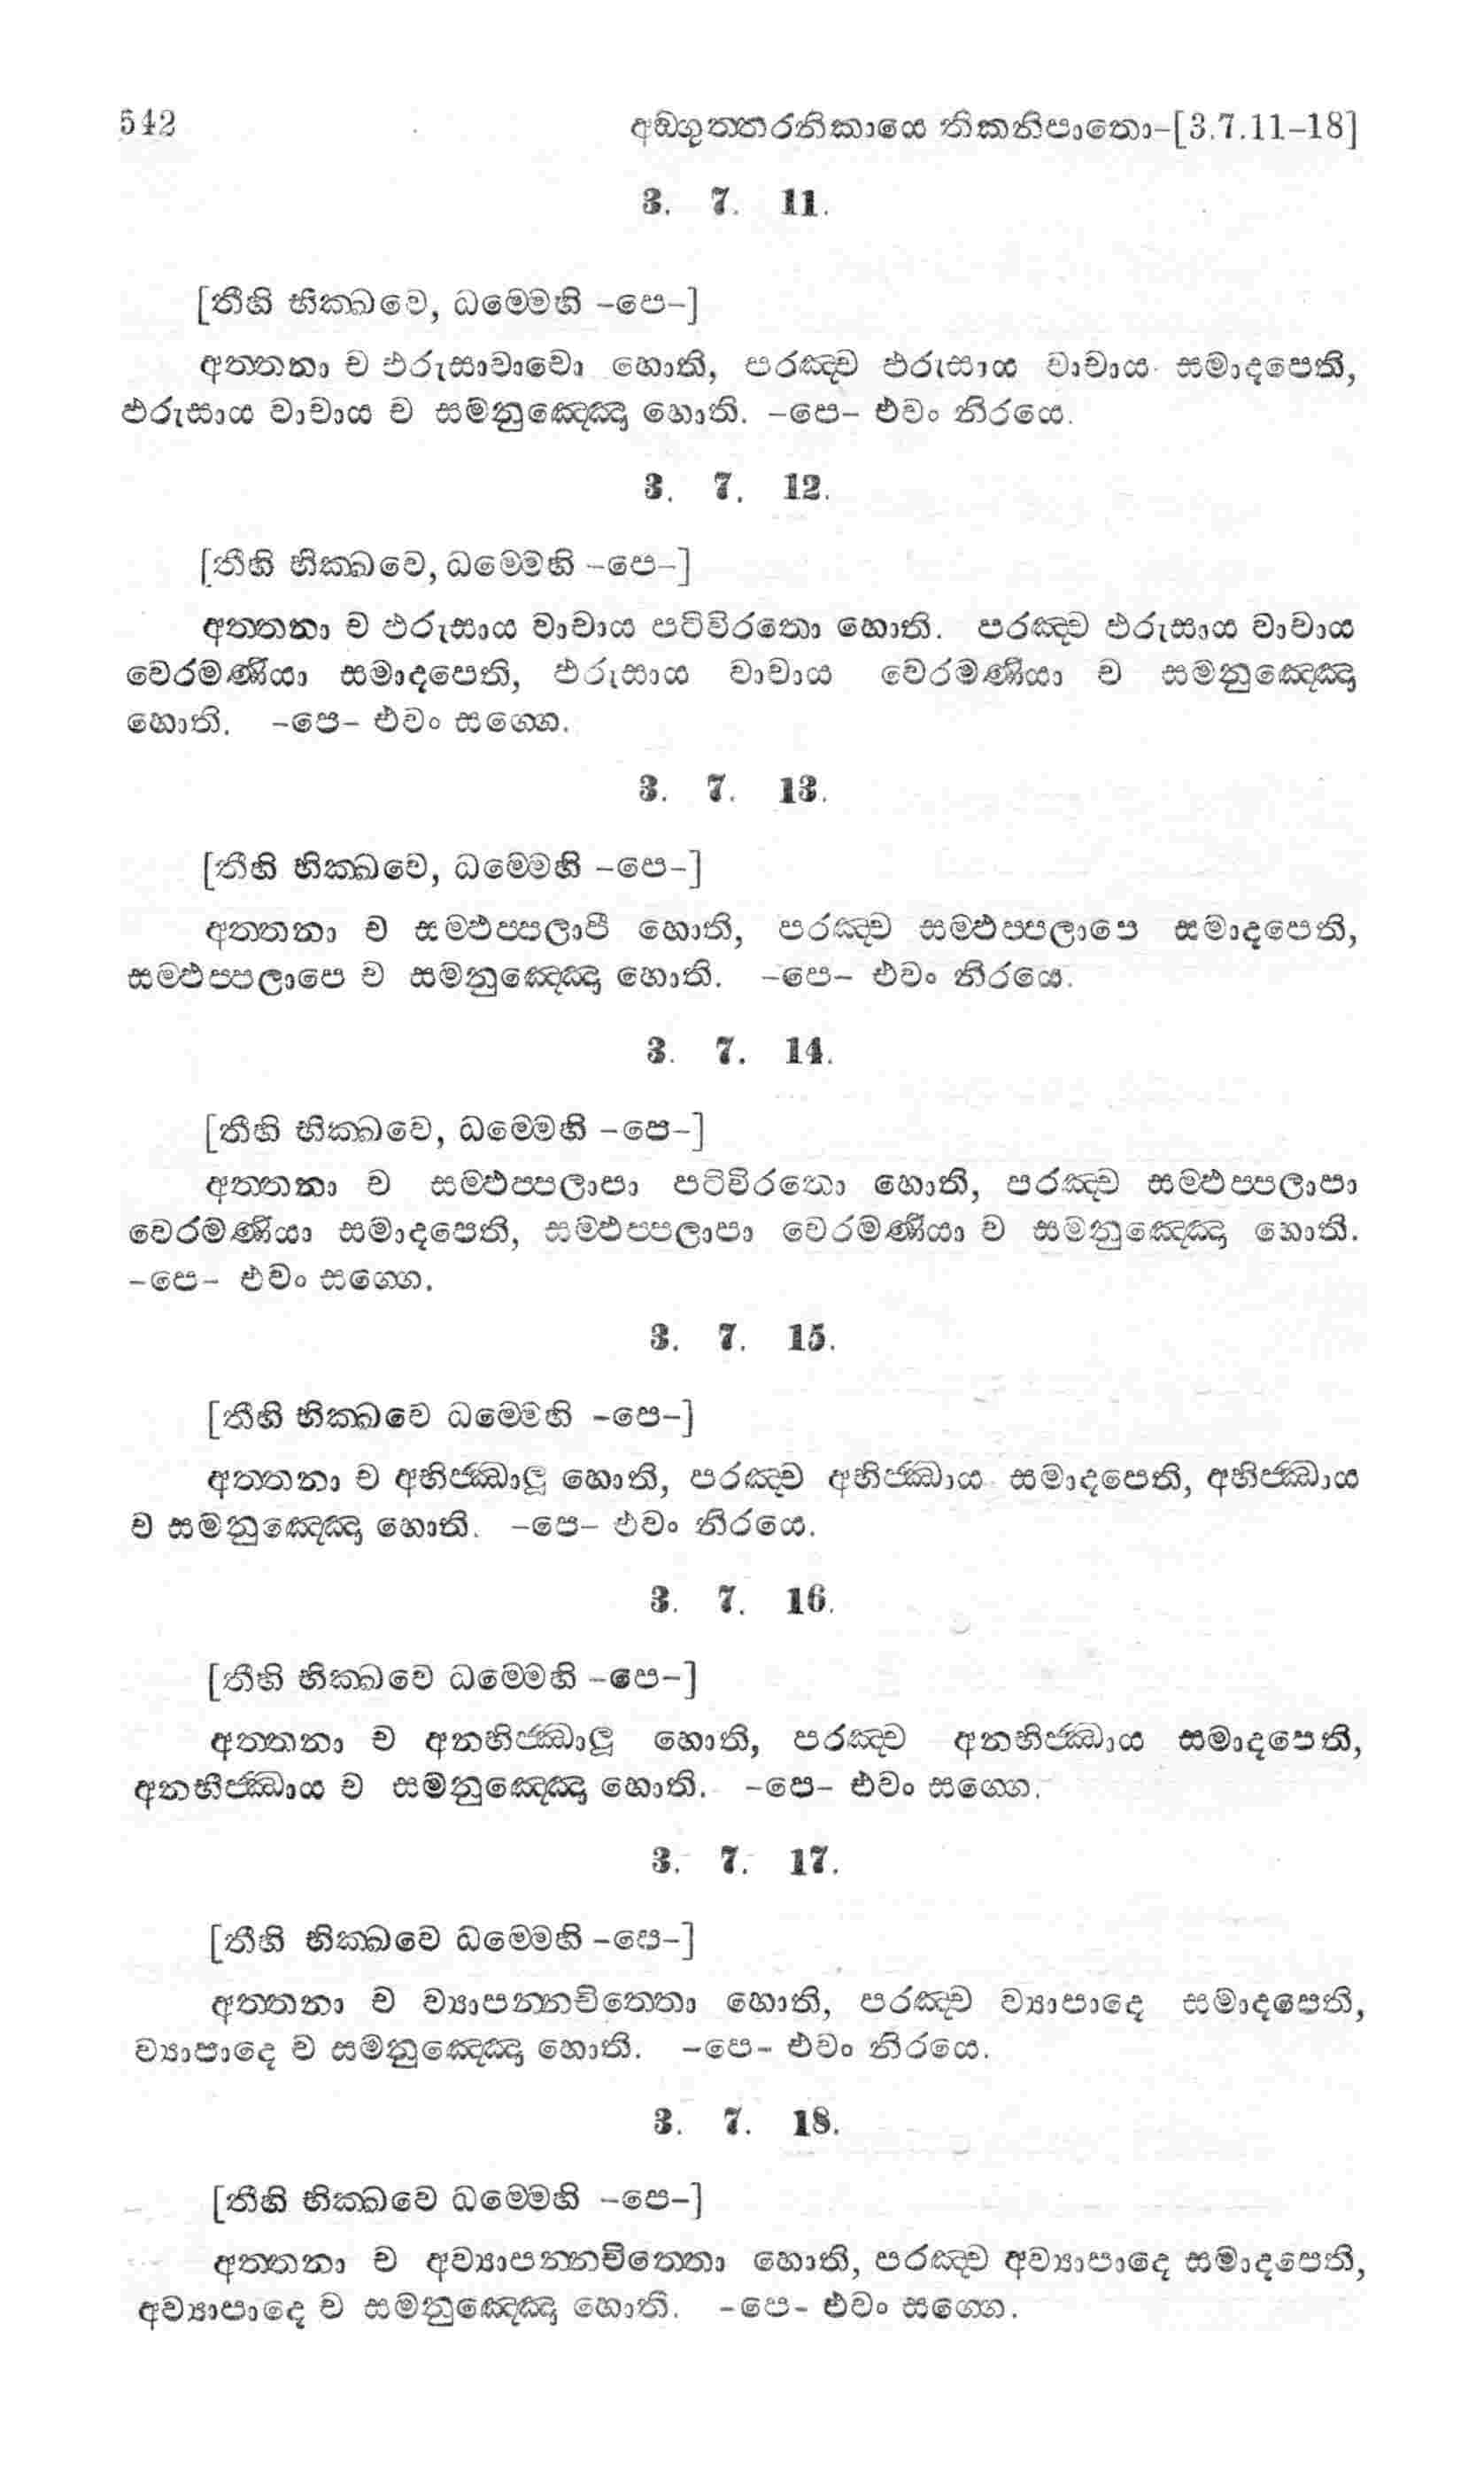 542 අඞ්ගුත්තරනිකායෙ තිකනිපාතො-[3.7.11-18]
3. 7. 11.
[තීහි භික්ඛවෙ, ධම්මෙහි -පෙ-]
අත්තනා ච ඵරුසාවාචො හොති, පරඤ්ච ඵරුසාය වාචාය සමාදපෙති,
ඵරුසාය වාචාය ච සමනුඤ්ඤො හොති. -පෙ- එවං නිරයෙ.
3. 7. 12.
[තීහි භික්ඛවෙ, ධම්මෙහි -පෙ-]
අත්තනා ච ඵරුසාය වාචාය පටිවිරතො හොති. පරඤ්ච ඵරුසාය වාචාය
වෙරමණියා සමාදපෙති, ඵරුසාය වාචාය වෙරමණියා ච සමනුඤ්ඤො
හොති. -පෙ- එවං සග්ගෙ.
3. 7. 13.
[තීහි භික්ඛවෙ, ධම්මෙහි -පෙ-]
අත්තනා ච සම්ඵප්පලාපී හොති, පරඤ්ච සම්ඵප්පලාපෙ සමාදපෙති,
සම්ඵප්පලාපෙ ච සමනුඤ්ඤො හොති. -පෙ- එවං නිරයෙ.
3. 7. 14.
[තීහි භික්ඛවෙ, ධම්මෙහි -පෙ-]
අත්තනා ච සම්ඵප්පලාපා පටිවිරතො හොති, පරඤ්ච සම්ඵප්පලාපා
වෙරමණියා සමාදපෙති, සම්ඵප්පලාපා වෙරමණියා ච සමනුඤ්ඤො හොති.
-පෙ- එවං සග්ගෙ.
3. 7. 15.
[තීහි භික්ඛවෙ ධම්මෙහි -පෙ-]
අත්තනා ච අභිජ්ඣාලූ හොති, පරඤ්ච අභිජ්ඣාය සමාදපෙති, අභිජ්ඣාය
ච සමනුඤ්ඤො හොති. -පෙ- එවං නිරයෙ.
3. 7. 16.
[තීහි භික්ඛවෙ ධම්මෙහි -පෙ-]
අත්තනා ච අනභිජ්ඣාලූ හොති, පරඤ්ච අනභිජ්ඣාය සමාදපෙති,
අනභිජ්ඣාය ච සමනුඤ්ඤො හොති. -පෙ- එවං සග්ගෙ.
3. 7. 17.
[තීහි භික්ඛවෙ ධම්මෙහි -පෙ-]
අත්තනා ච ව්‍යාපන්නචිත්තො හොති, පරඤ්ච ව්‍යාපාදෙ සමාදපෙති,
ව්‍යාපාදෙ ච සමනුඤ්ඤො හොති. -පෙ- එවං නිරයෙ.
3. 7. 18.
[තීහි භික්ඛවෙ ධම්මෙහි -පෙ-]
අත්තනා ච අව්‍යාපන්නචිත්තො හොති, පරඤ්ච අව්‍යාපාදෙ සමාදපෙති,
අව්‍යාපාදෙ ච සමනුඤ්ඤො හොති. -පෙ- එවං සග්ගෙ.